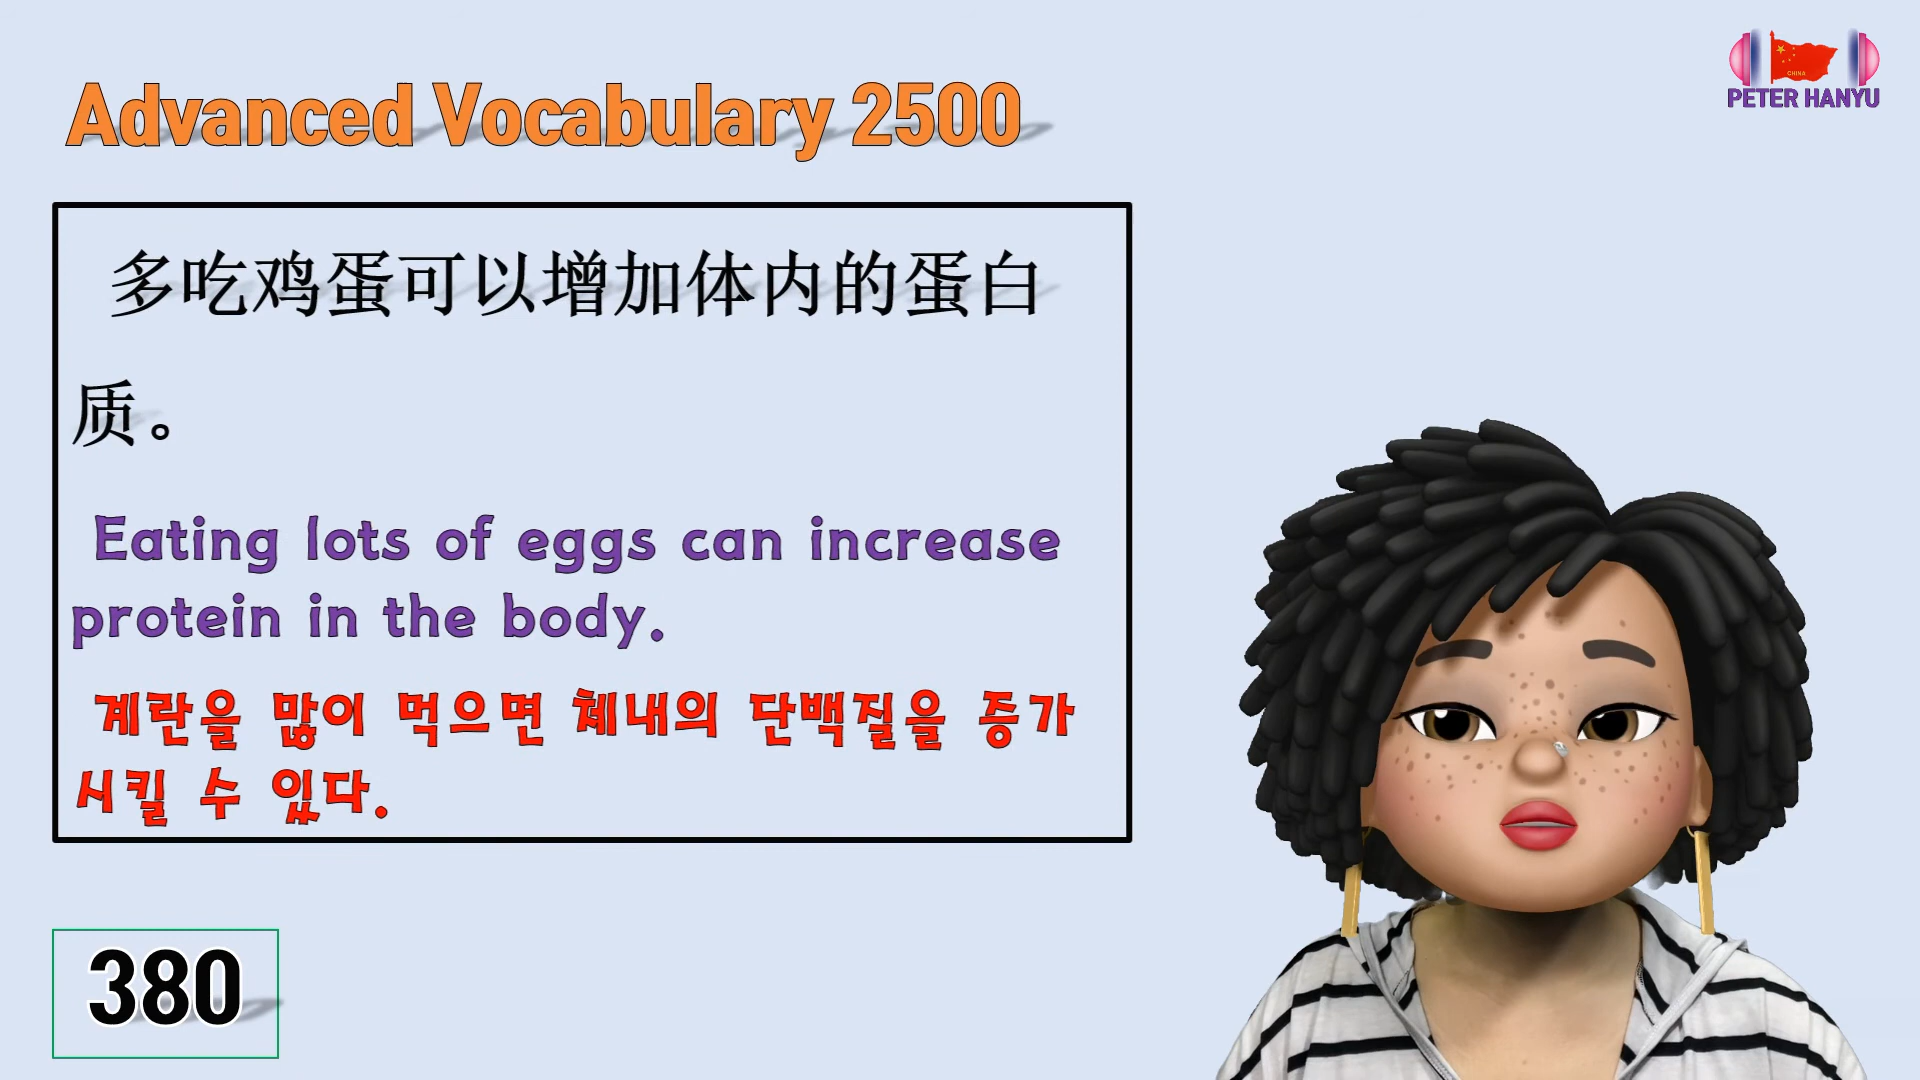 Advanced Vocabulary 2500
CHINA
PETER HANYU
多吃鸡蛋可以增加体内的蛋白
质。
Eating lots of eggs can increase
protein in the body.
계란을 많이 먹으면 체내의 단백질을 증가
시킬 수 있다.
380